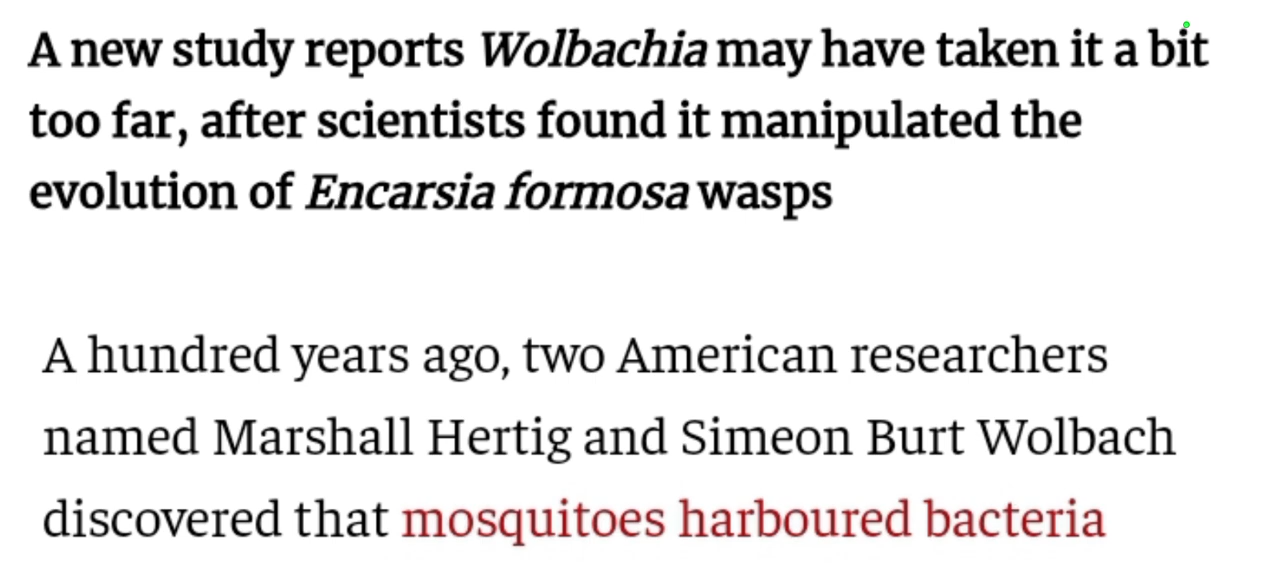 A new study reports Wolbachia may have taken it a bit
too far, after scientists found it manipulated the
evolution of Encarsia formosa wasps
A hundred years ago, two American researchers
named Marshall Hertig and Simeon Burt Wolbach
discovered that mosquitoes harboured bacteria